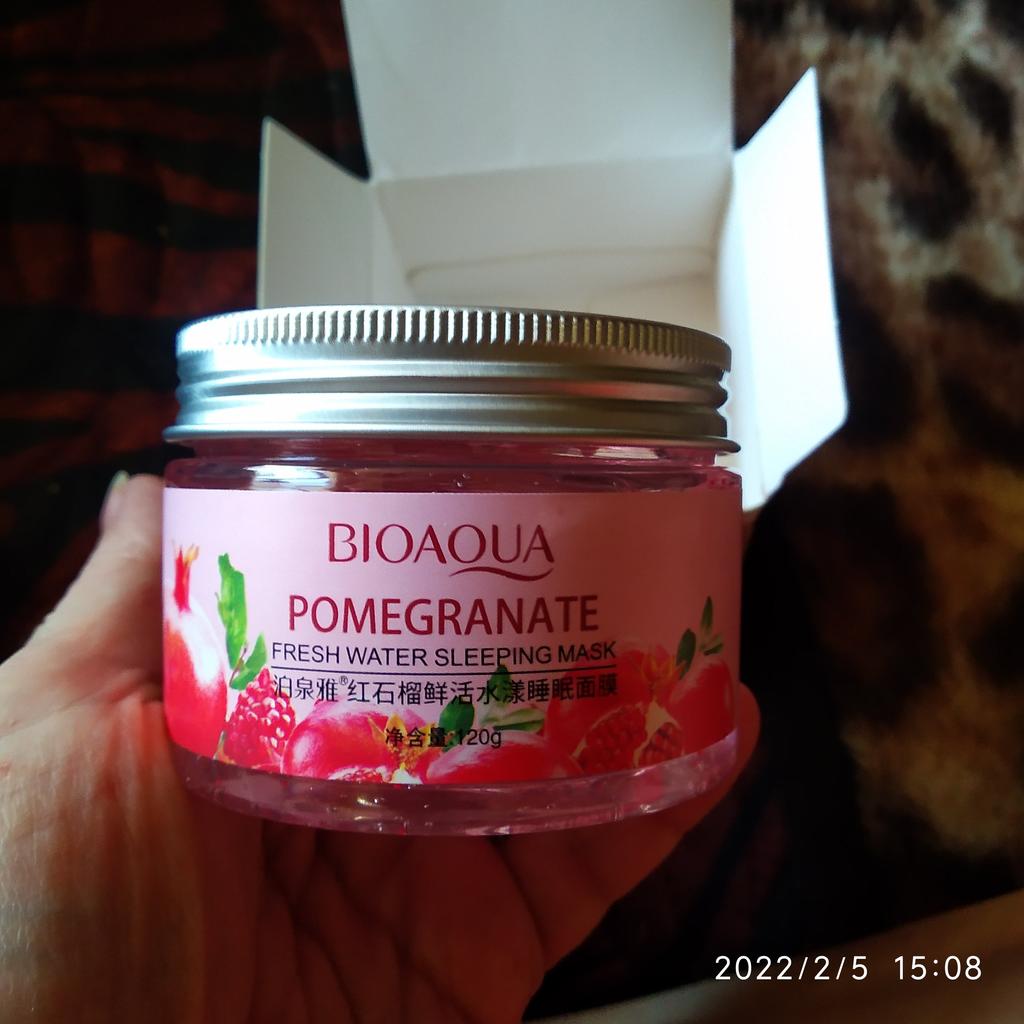 BIOAQUA
POMEGRANATE
FRESH WATER SLEEPING MASK
泊泉雅®红石榴鲜活水漾睡眠面膜
净含量:120g
2022/2/5 15:08